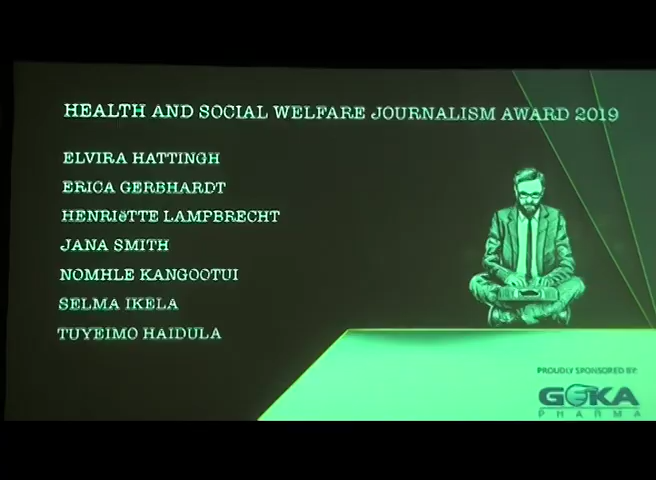 HEALTH AND SOCIAL WELFARE JOURNALISM AWARD 2019
ELVIRA HATTINGH
ERICA GERBHARDT
HENRIëTTE LAMPBRECHT
JANA SMITH
NOMHLE KANGOOTUI
SELMA IKELA
TUYEIMO HAIDULA
PROUDLY SPONSORED BY:
GEKA
PHARMA